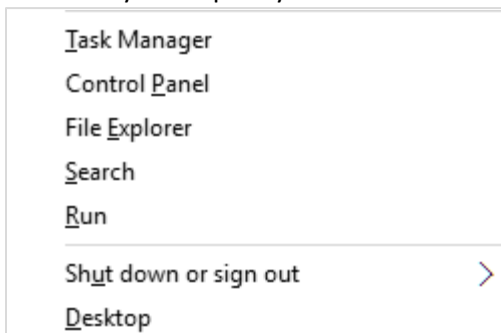 Task Manager
Control Panel
File Explorer
Search
Run
Shut down or sign out
Desktop